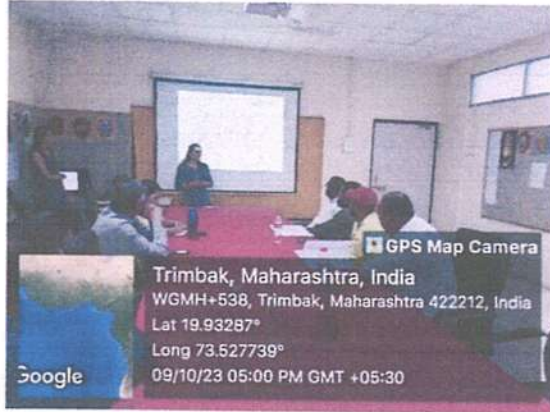 GPS Map Camera
Trimbak, Maharashtra, India
WGMH+538, Trimbak, Maharashtra 422212, India
Lat 19.93287°
Long 73.527739°
09/10/23 05:00 PM GMT +05:30
Google